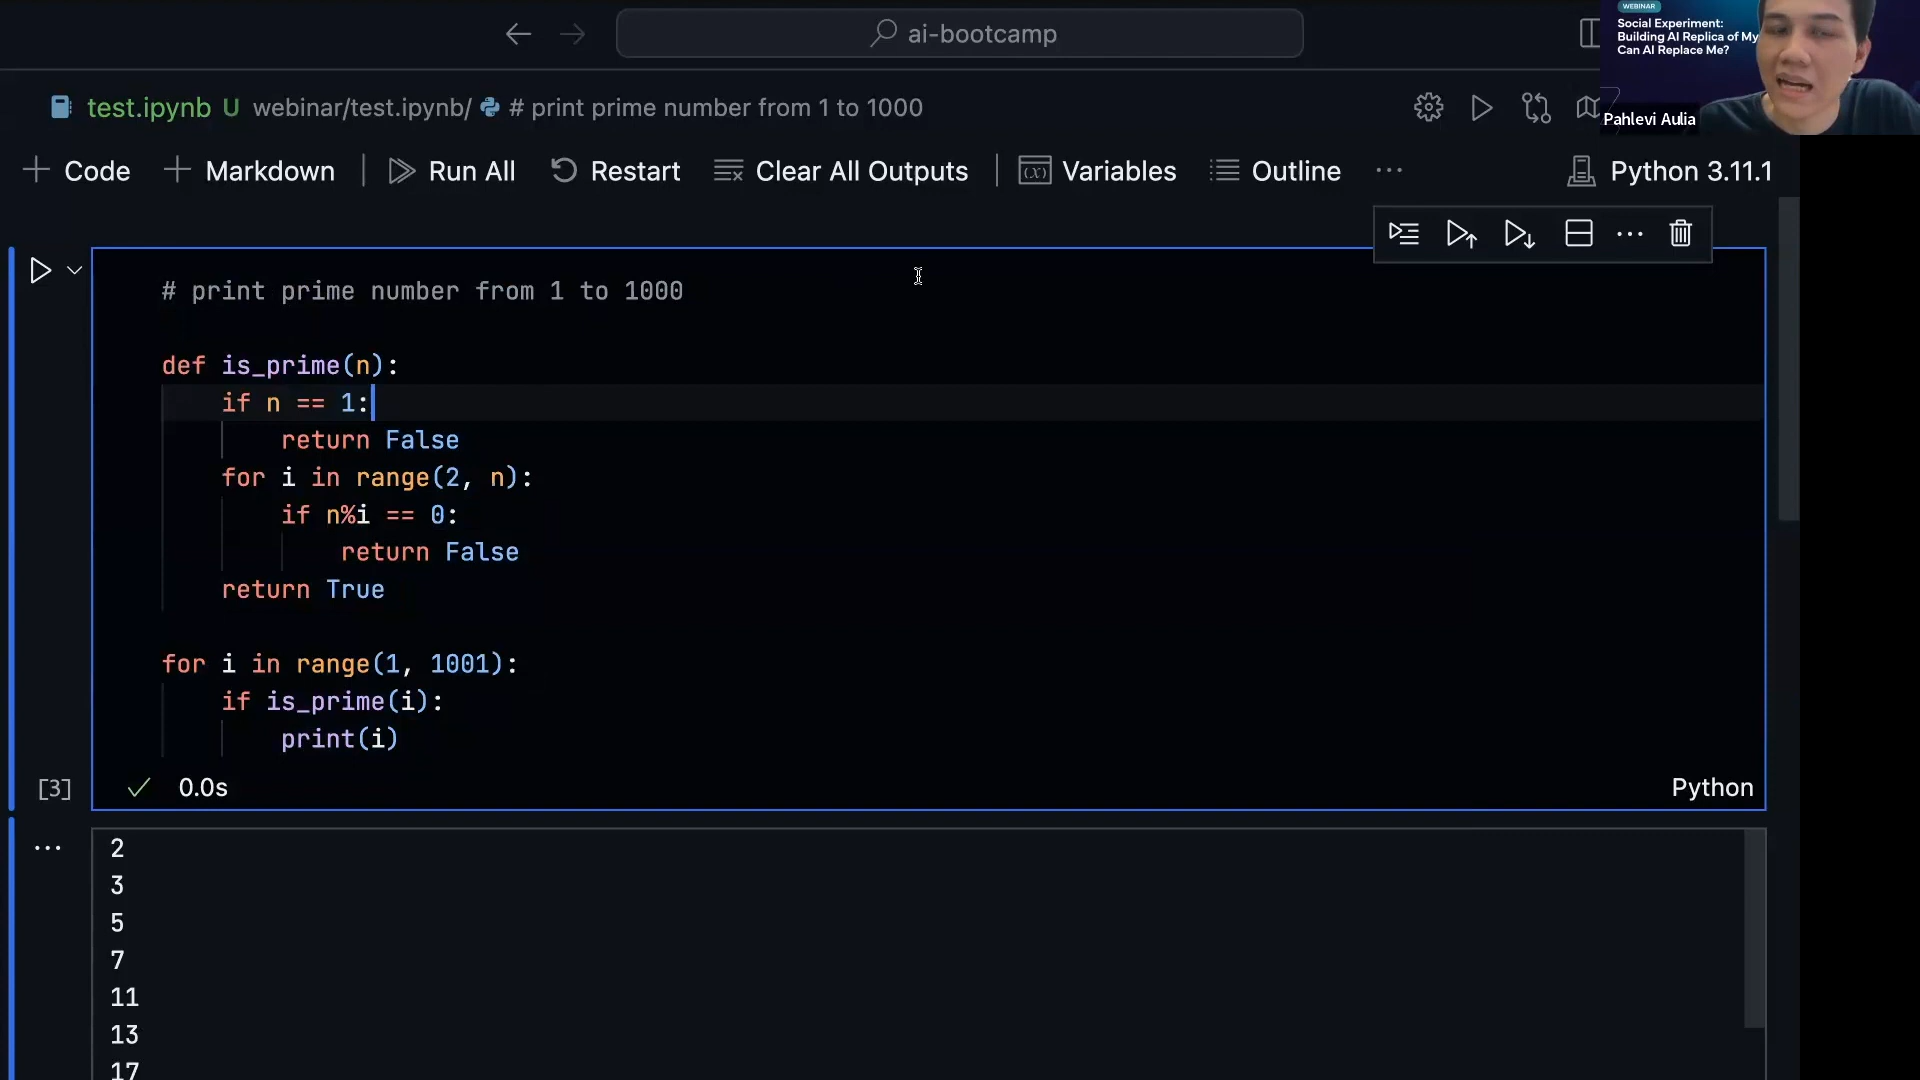 ai-bootcamp
WEBINAR
Social Experiment:
Building AI Replica of My
Can AI Replace Me?
Pahlevi Aulia
test.ipynb U webinar/test.ipynb/ # print prime number from 1 to 1000
+ Code + Markdown | Run All Restart Clear All Outputs | (x) Variables Outline ... Python 3.11.1
# print prime number from 1 to 1000
def is_prime(n):
if n == 1:
return False
for i in range(2, n):
if n%i == 0:
return False
return True
for i in range(1, 1001):
if is_prime(i):
print(i)
[3] 0.0s Python
2
3
5
7
11
13
17